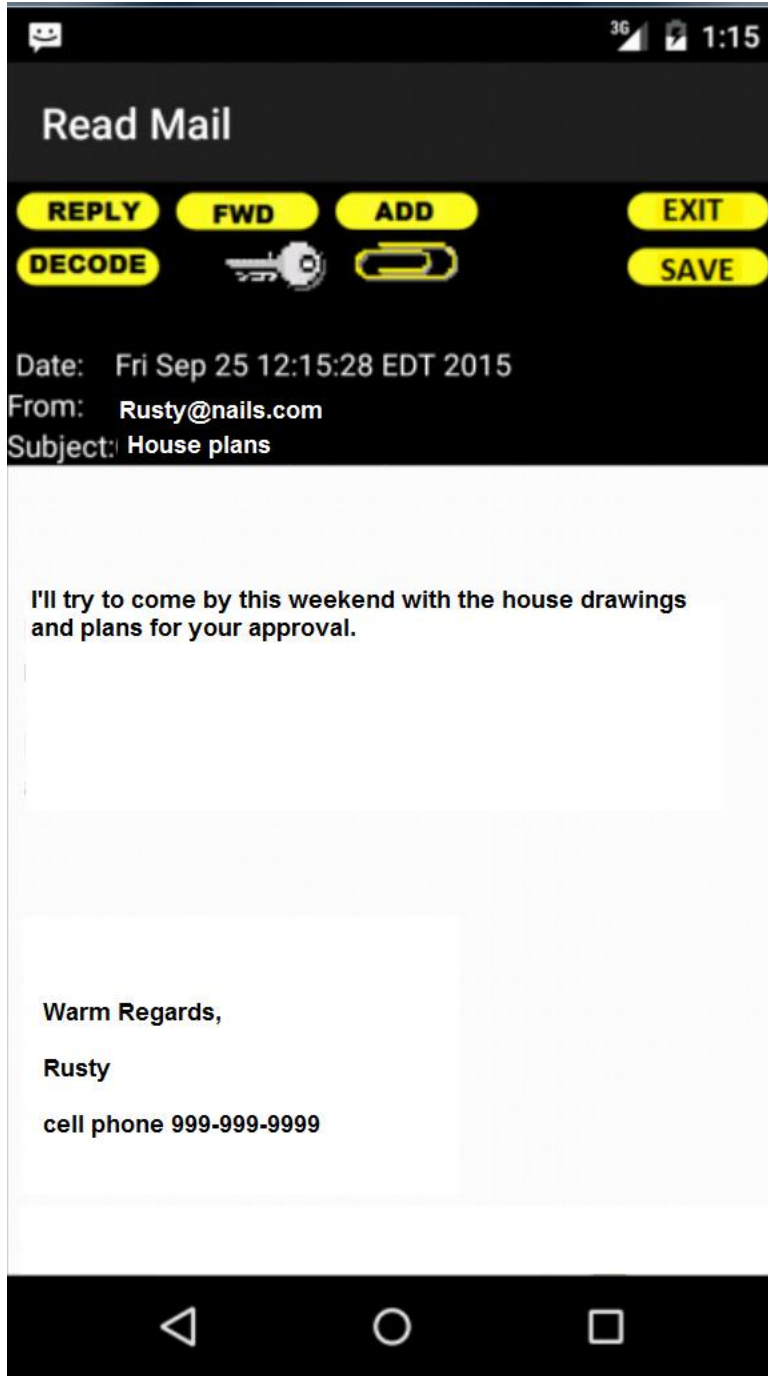 3G 1:15
Read Mail
REPLY FWD ADD EXIT
DECODE SAVE
Date: Fri Sep 25 12:15:28 EDT 2015
From: Rusty@nails.com
Subject: House plans
I'll try to come by this weekend with the house drawings
and plans for your approval.
Warm Regards,
Rusty
cell phone 999-999-9999